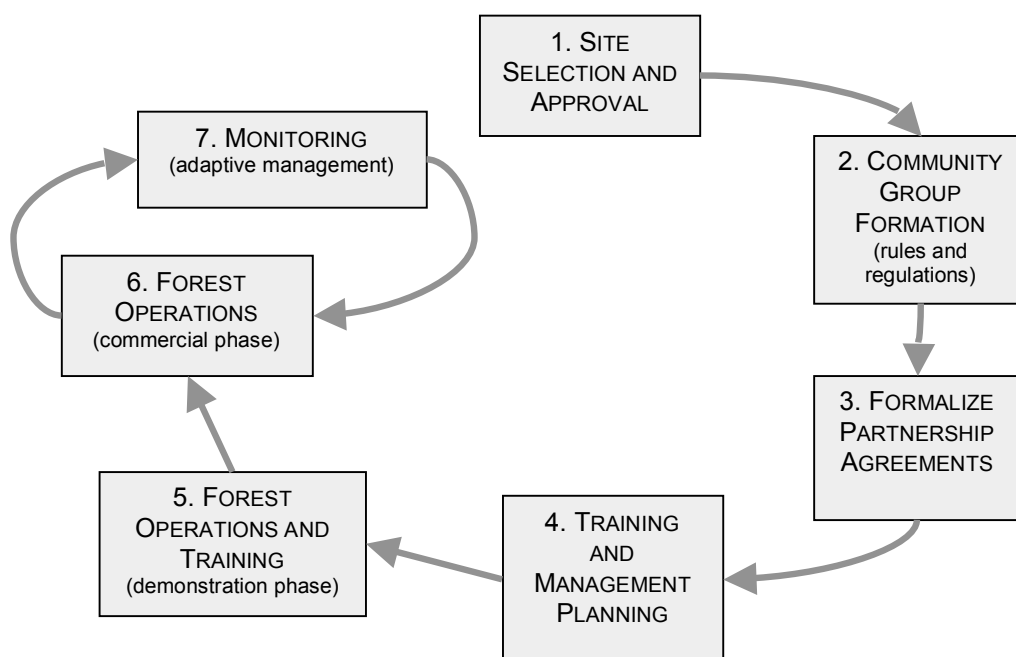 1. SITE
SELECTION AND
APPROVAL
2. COMMUNITY
GROUP
FORMATION
(rules and
regulations)
3. FORMALIZE
PARTNERSHIP
AGREEMENTS
4. TRAINING
AND
MANAGEMENT
PLANNING
5. FOREST
OPERATIONS AND
TRAINING
(demonstration phase)
6. FOREST
OPERATIONS
(commercial phase)
7. MONITORING
(adaptive management)